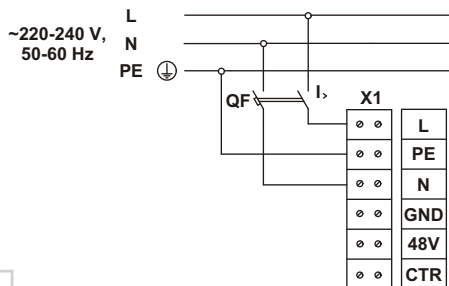 L
~220-240 V,
50-60 Hz
N
PE
QF
I>
X1
L
PE
N
GND
48V
CTR